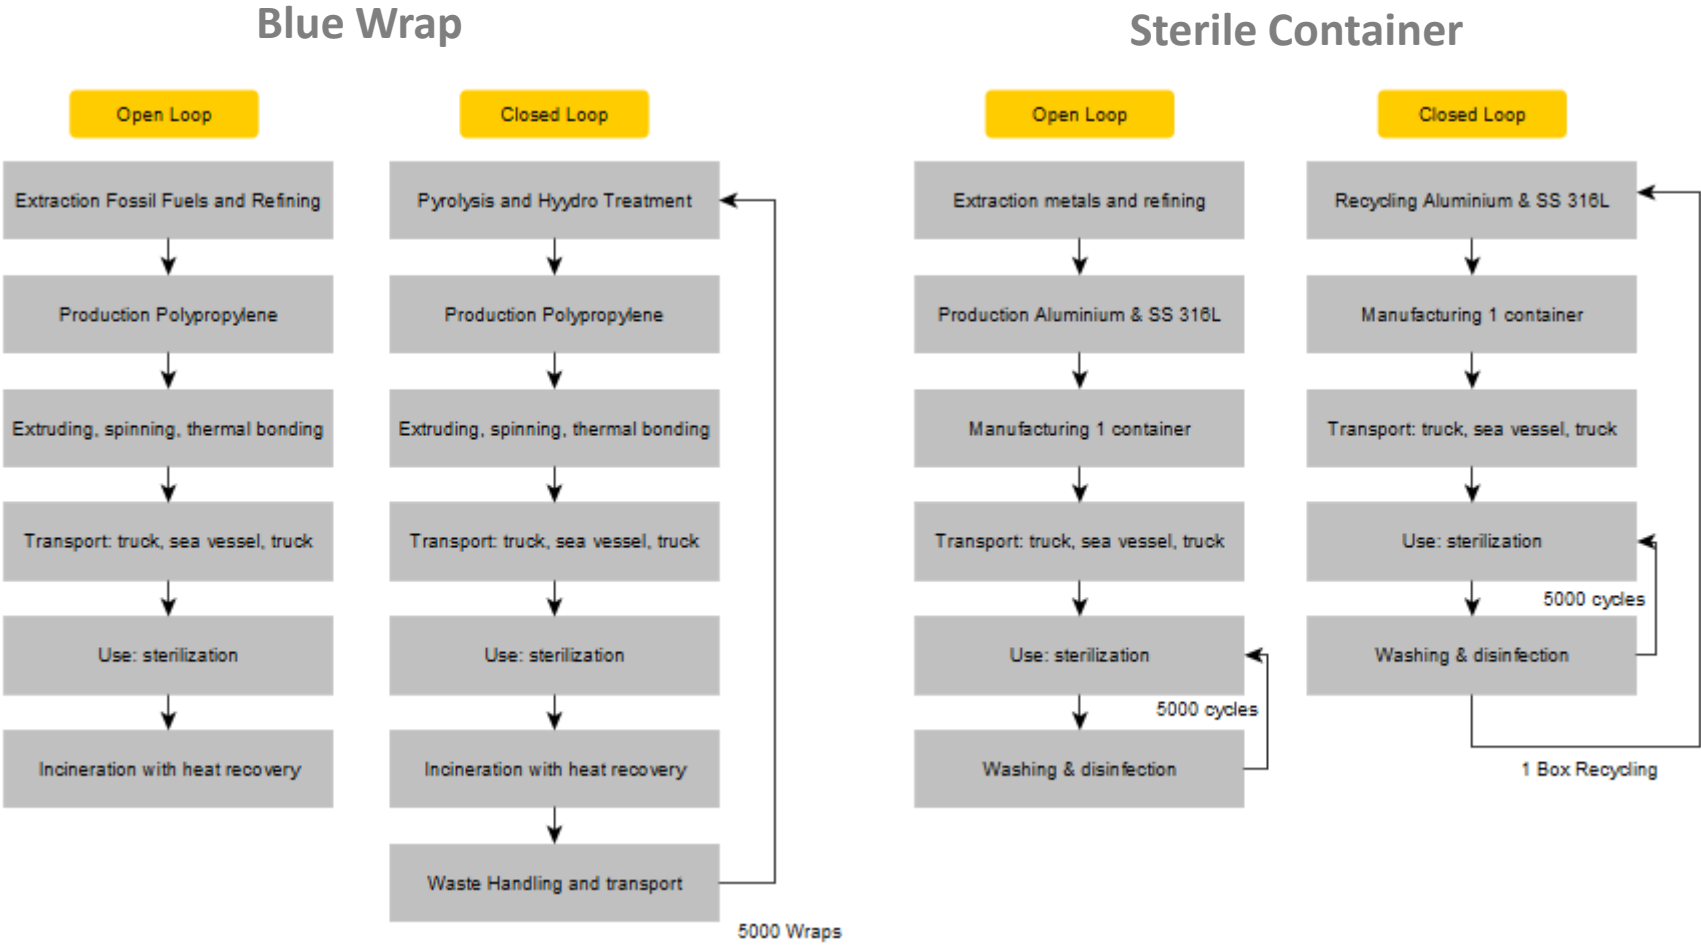 Blue Wrap
Open Loop
Extraction Fossil Fuels and Refining
Production Polypropylene
Extruding, spinning, thermal bonding
Transport: truck, sea vessel, truck
Use: sterilization
Incineration with heat recovery
Closed Loop
Pyrolysis and Hyydro Treatment
Production Polypropylene
Extruding, spinning, thermal bonding
Transport: truck, sea vessel, truck
Use: sterilization
Incineration with heat recovery
Waste Handling and transport
5000 Wraps
Sterile Container
Open Loop
Extraction metals and refining
Production Aluminium & SS 316L
Manufacturing 1 container
Transport: truck, sea vessel, truck
Use: sterilization
5000 cycles
Washing & disinfection
Closed Loop
Recycling Aluminium & SS 316L
Manufacturing 1 container
Transport: truck, sea vessel, truck
Use: sterilization
5000 cycles
Washing & disinfection
1 Box Recycling